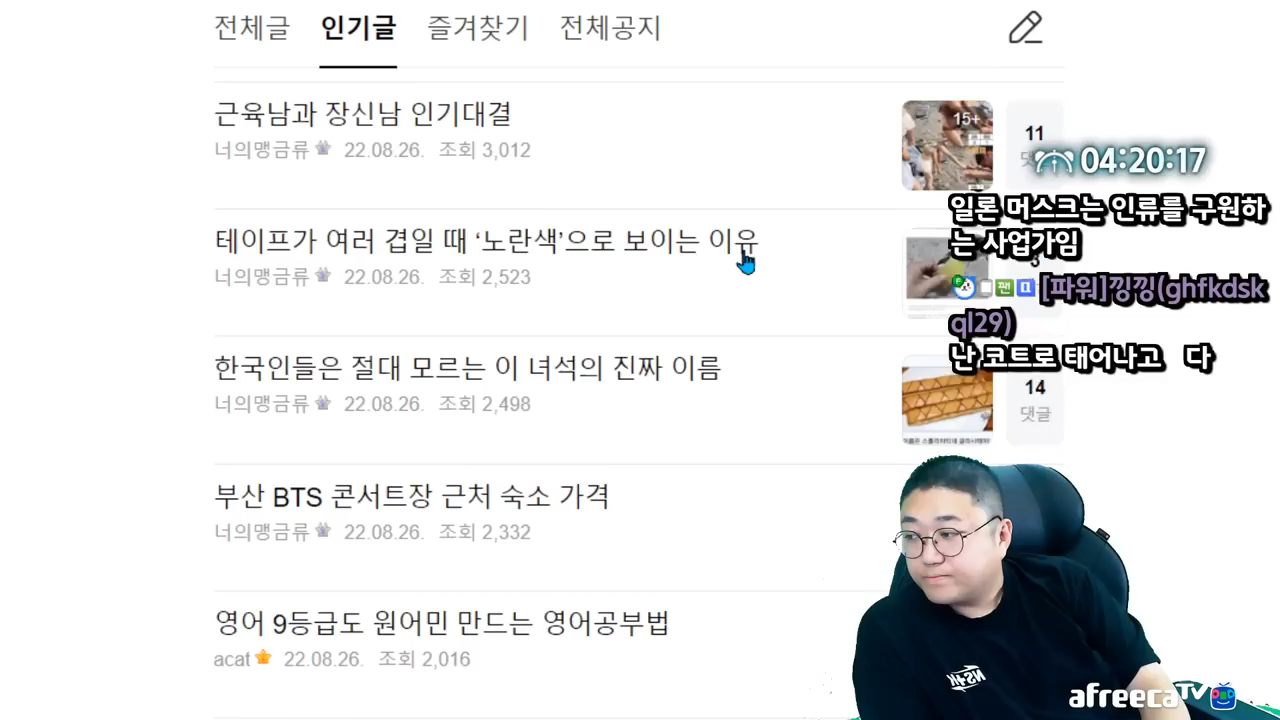 전체글 인기글 즐겨찾기 전체공지
근육남과 장신남 인기대결
너의맹금류 22.08.26. 조회 3,012
15+
11
04:20:17
일론 머스크는 인류를 구원하
는 사업가임
테이프가 여러 겹일 때 ‘노란색’으로 보이는 이유
너의맹금류 22.08.26. 조회 2,523
팬 [파워]낑낑(ghfkdsk
ql29)
난 코트로 태어나고 다
한국인들은 절대 모르는 이 녀석의 진짜 이름
너의맹금류 22.08.26. 조회 2,498
14
댓글
부산 BTS 콘서트장 근처 숙소 가격
너의맹금류 22.08.26. 조회 2,332
영어 9등급도 원어민 만드는 영어공부법
acat 22.08.26. 조회 2,016
afreecaTV